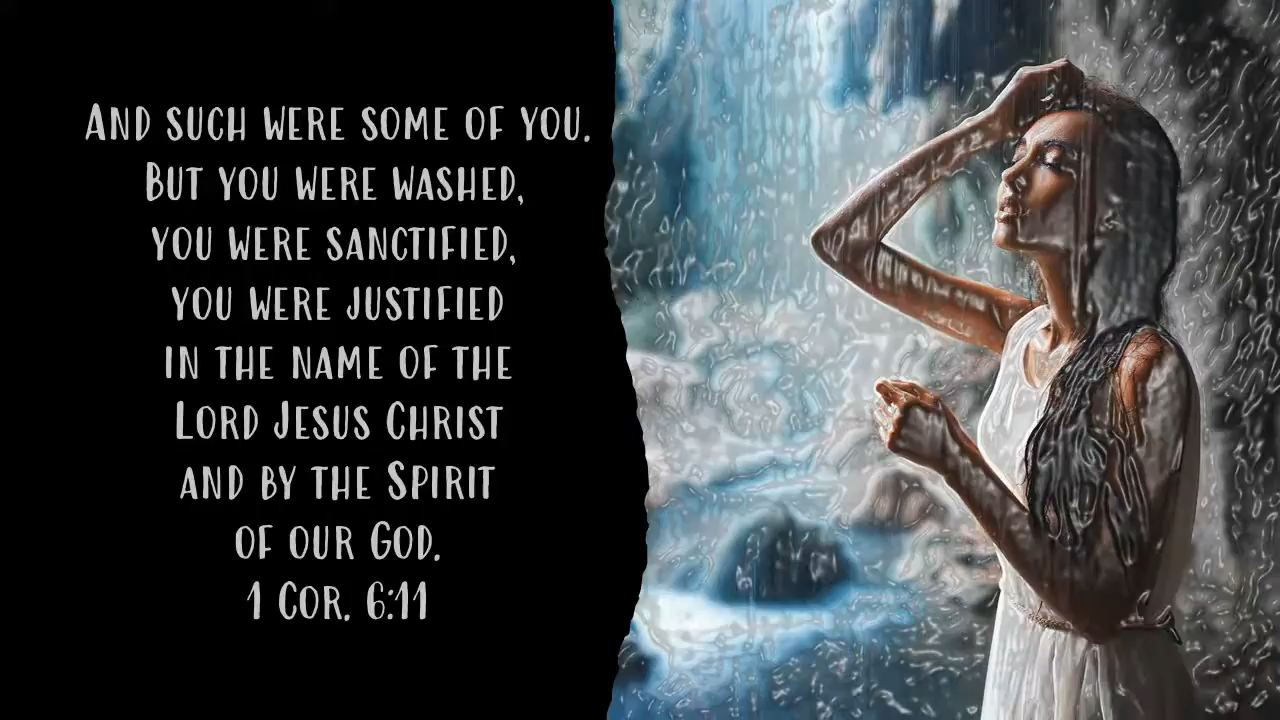 And such were some of you.
But you were washed,
you were sanctified,
you were justified
in the name of the
Lord Jesus Christ
and by the Spirit
of our God.
1 Cor. 6:11